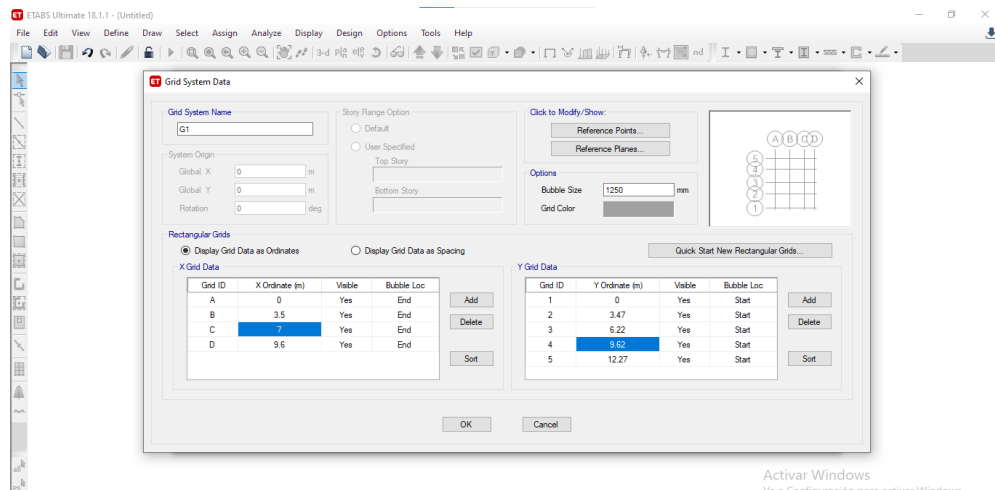 ETABS Ultimate 18.1.1 - (Untitled)
File Edit View Define Draw Select Assign Analyze Display Design Options Tools Help
3-d
nd
Grid System Data
Grid System Name
G1
System Origin
Global X 0 m
Global Y 0 m
Rotation 0 deg
Story Range Option
Default
User Specified
Top Story
Bottom Story
Click to Modify/Show:
Reference Points...
Reference Planes...
Options
Bubble Size 1250 mm
Grid Color
A B C D
5
4
3
2
1
Rectangular Grids
Display Grid Data as Ordinates
Display Grid Data as Spacing
Quick Start New Rectangular Grids...
X Grid Data
Grid ID X Ordinate (m) Visible Bubble Loc
A 0 Yes End
B 3.5 Yes End
C 7 Yes End
D 9.6 Yes End
Add
Delete
Sort
Y Grid Data
Grid ID Y Ordinate (m) Visible Bubble Loc
1 0 Yes Start
2 3.47 Yes Start
3 6.22 Yes Start
4 9.62 Yes Start
5 12.27 Yes Start
Add
Delete
Sort
OK
Cancel
Activar Windows